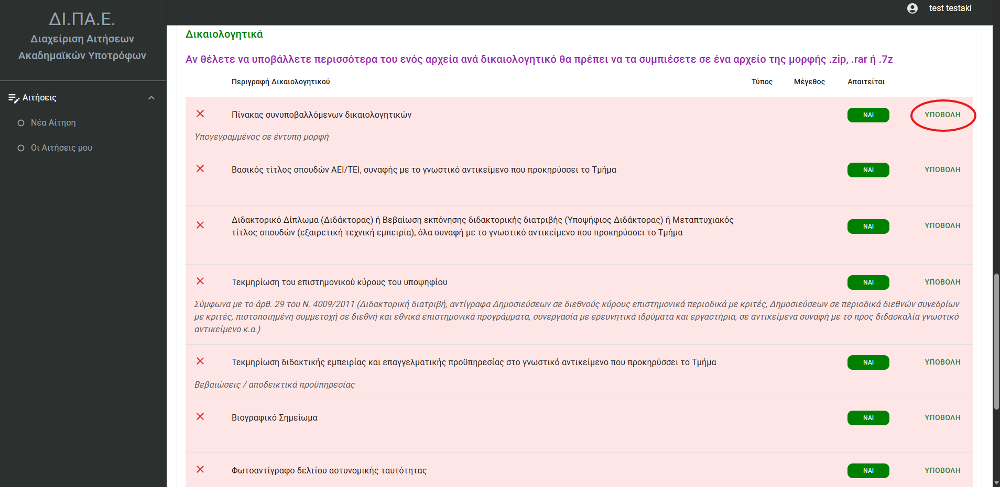 ΔΙ.ΠΑ.Ε.
Διαχείριση Αιτήσεων
Ακαδημαϊκών Υποτρόφων
Αιτήσεις
Νέα Αίτηση
Οι Αιτήσεις μου
test testaki
Δικαιολογητικά
Αν θέλετε να υποβάλλετε περισσότερα του ενός αρχεία ανά δικαιολογητικό θα πρέπει να τα συμπιέσετε σε ένα αρχείο της μορφής .zip, .rar ή .7z
Περιγραφή Δικαιολογητικού Τύπος Μέγεθος Απαιτείται
Πίνακας συνυποβαλλόμενων δικαιολογητικών ΝΑΙ ΥΠΟΒΟΛΗ
Υπογεγραμμένος σε έντυπη μορφή
Βασικός τίτλος σπουδών ΑΕΙ/ΤΕΙ, συναφής με το γνωστικό αντικείμενο που προκηρύσσει το Τμήμα ΝΑΙ ΥΠΟΒΟΛΗ
Διδακτορικό Δίπλωμα (Διδάκτορας) ή Βεβαίωση εκπόνησης διδακτορικής διατριβής (Υποψήφιος Διδάκτορας) ή Μεταπτυχιακός
τίτλος σπουδών (εξαιρετική τεχνική εμπειρία), όλα συναφή με το γνωστικό αντικείμενο που προκηρύσσει το Τμήμα ΝΑΙ ΥΠΟΒΟΛΗ
Τεκμηρίωση του επιστημονικού κύρους του υποψηφίου ΝΑΙ ΥΠΟΒΟΛΗ
Σύμφωνα με το άρθ. 29 του Ν. 4009/2011 (Διδακτορική διατριβή, αντίγραφα Δημοσιεύσεων σε διεθνούς κύρους επιστημονικά περιοδικά με κριτές, Δημοσιεύσεων σε περιοδικά διεθνών συνεδρίων
με κριτές, πιστοποιημένη συμμετοχή σε διεθνή και εθνικά επιστημονικά προγράμματα, συνεργασία με ερευνητικά ιδρύματα και εργαστήρια, σε αντικείμενα συναφή με το προς διδασκαλία γνωστικό
αντικείμενο κ.α.)
Τεκμηρίωση διδακτικής εμπειρίας και επαγγελματικής προϋπηρεσίας στο γνωστικό αντικείμενο που προκηρύσσει το Τμήμα ΝΑΙ ΥΠΟΒΟΛΗ
Βεβαιώσεις / αποδεικτικά προϋπηρεσίας
Βιογραφικό Σημείωμα ΝΑΙ ΥΠΟΒΟΛΗ
Φωτοαντίγραφο δελτίου αστυνομικής ταυτότητας ΝΑΙ ΥΠΟΒΟΛΗ